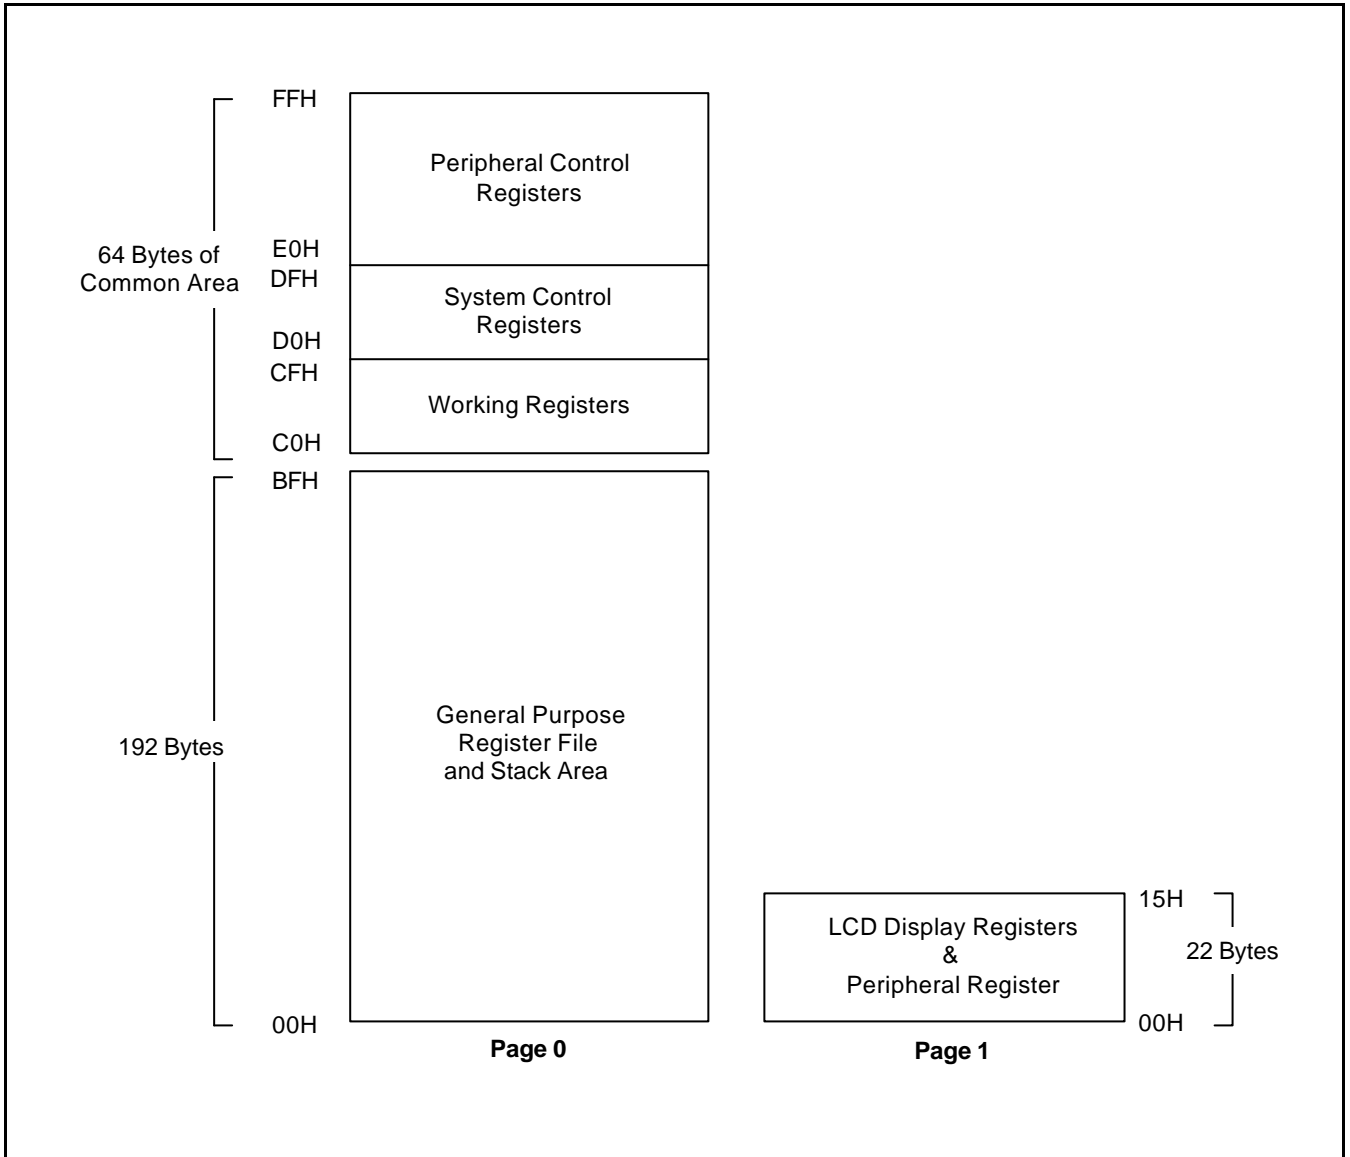 FFH
Peripheral Control
Registers
E0H
64 Bytes of
Common Area
DFH
System Control
Registers
D0H
CFH
Working Registers
C0H
BFH
General Purpose
Register File
and Stack Area
192 Bytes
00H
Page 0
15H
LCD Display Registers
&
Peripheral Register
22 Bytes
00H
Page 1